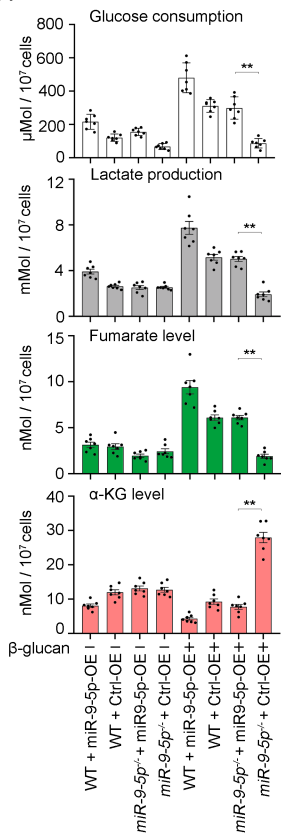 Glucose consumption
800
600
400
200
0
μMol / 10⁷ cells
**
Lactate production
12
8
4
0
mMol / 10⁷ cells
**
Fumarate level
15
10
5
0
nMol / 10⁷ cells
**
α-KG level
40
30
20
10
0
nMol / 10⁷ cells
**
β-glucan
WT + miR-9-5p-OE –
WT + Ctrl-OE –
miR-9-5p-/- + miR9-5p-OE –
miR-9-5p-/- + Ctrl-OE –
WT + miR-9-5p-OE +
WT + Ctrl-OE +
miR-9-5p-/- + miR9-5p-OE +
miR-9-5p-/- + Ctrl-OE +